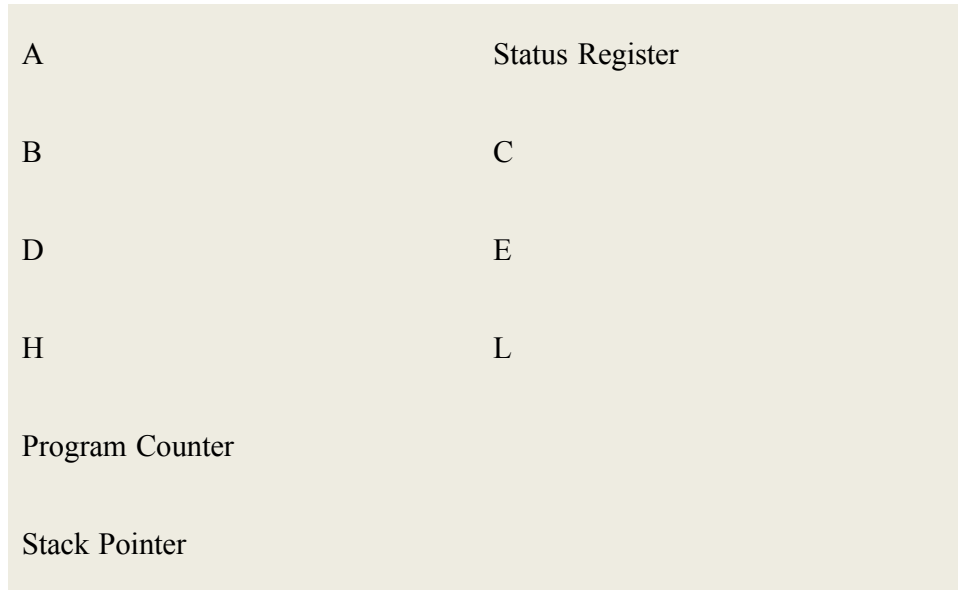 A Status Register
B C
D E
H L
Program Counter
Stack Pointer